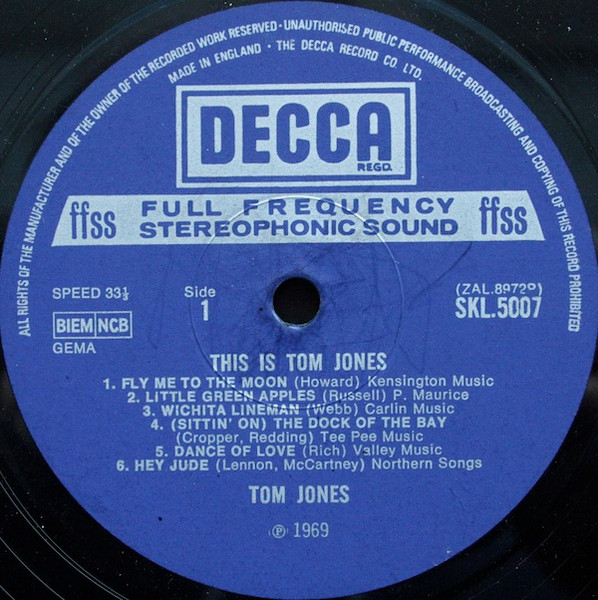 ALL RIGHTS OF THE MANUFACTURER AND OF THE OWNER OF THE RECORDED WORK RESERVED · UNAUTHORISED PUBLIC PERFORMANCE BROADCASTING AND COPYING OF THIS RECORD PROHIBITED
MADE IN ENGLAND · THE DECCA RECORD CO. LTD.
DECCA
REGD.
ffss FULL FREQUENCY STEREOPHONIC SOUND ffss
SPEED 33⅓
Side
1
(ZAL.8972P)
SKL.5007
BIEM NCB
GEMA
THIS IS TOM JONES
1. FLY ME TO THE MOON (Howard) Kensington Music
2. LITTLE GREEN APPLES (Russell) P. Maurice
3. WICHITA LINEMAN (Webb) Carlin Music
4. (SITTIN' ON) THE DOCK OF THE BAY
(Cropper, Redding) Tee Pee Music
5. DANCE OF LOVE (Rich) Valley Music
6. HEY JUDE (Lennon, McCartney) Northern Songs
TOM JONES
℗ 1969